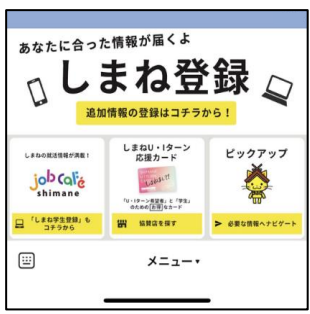 あなたに合った情報が届くよ
しまね登録
追加情報の登録はコチラから！
しまねの就活情報が満載！
job café
shimane
「しまね学生登録」も
コチラから
しまねU・Iターン
応援カード
しまねに!?
「U・Iターン希望者」と「学生」
のためのお得なカード
協賛店を探す
ピックアップ
必要な情報へナビゲート
メニュー▾